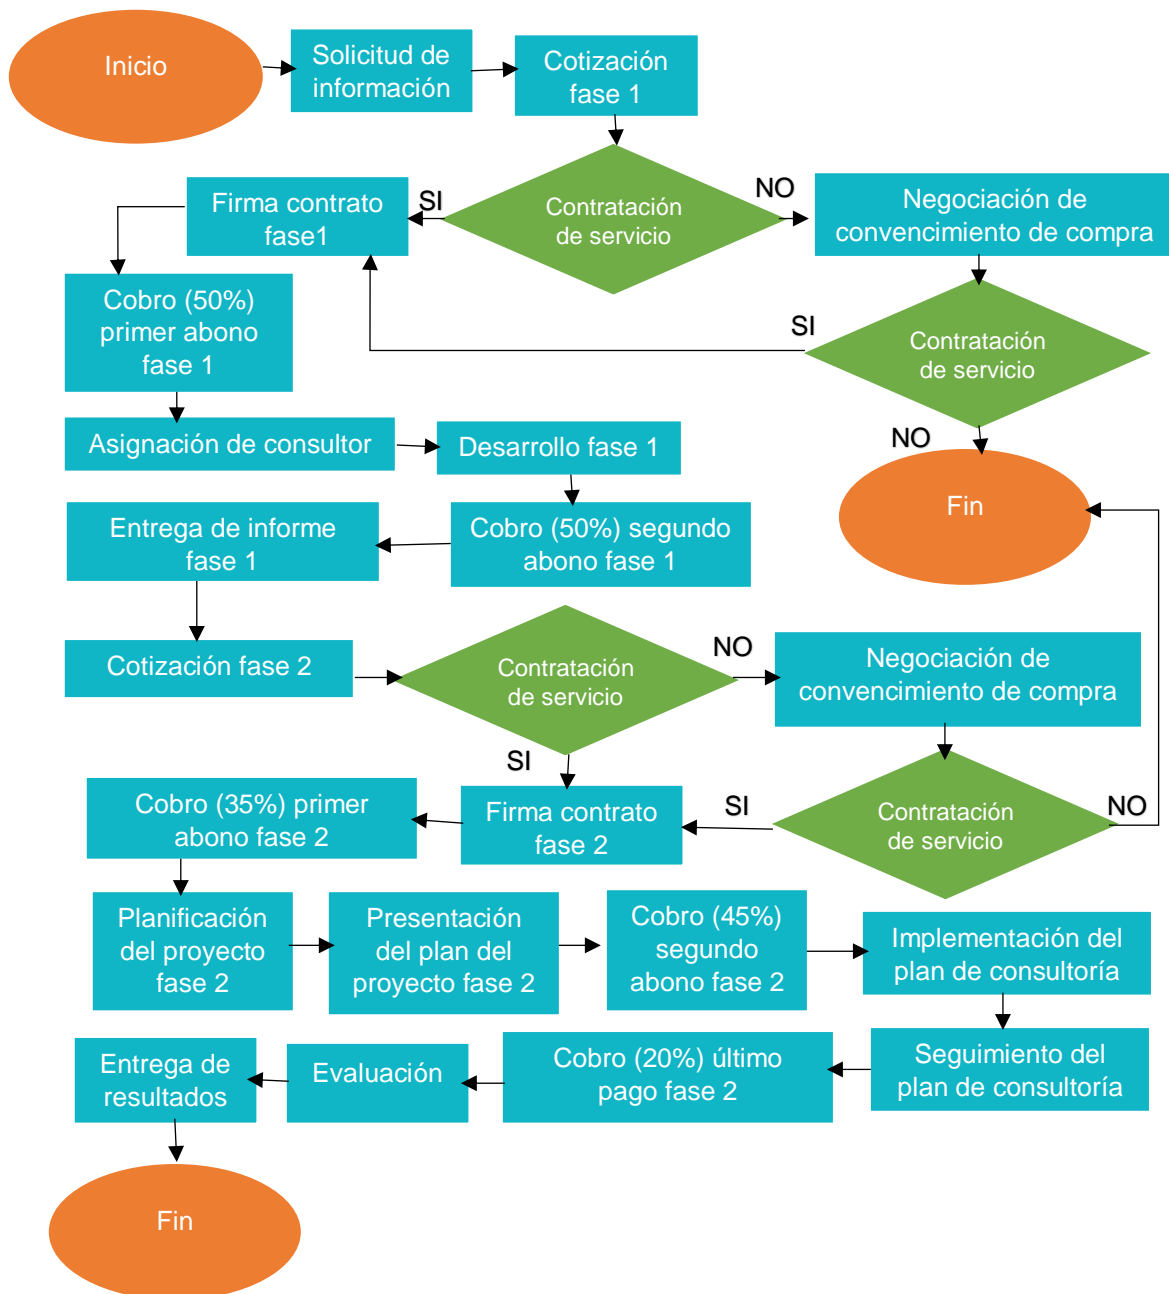 Inicio
Solicitud de
información
Cotización
fase 1
Contratación
de servicio
SI
NO
Firma contrato
fase1
Negociación de
convencimiento de compra
Cobro (50%)
primer abono
fase 1
SI
Contratación
de servicio
NO
Asignación de consultor
Desarrollo fase 1
Fin
Entrega de informe
fase 1
Cobro (50%) segundo
abono fase 1
Cotización fase 2
Contratación
de servicio
NO
Negociación de
convencimiento de compra
SI
Cobro (35%) primer
abono fase 2
Firma contrato
fase 2
SI
Contratación
de servicio
NO
Planificación
del proyecto
fase 2
Presentación
del plan del
proyecto fase 2
Cobro (45%)
segundo
abono fase 2
Implementación del
plan de consultoría
Entrega de
resultados
Evaluación
Cobro (20%) último
pago fase 2
Seguimiento del
plan de consultoría
Fin